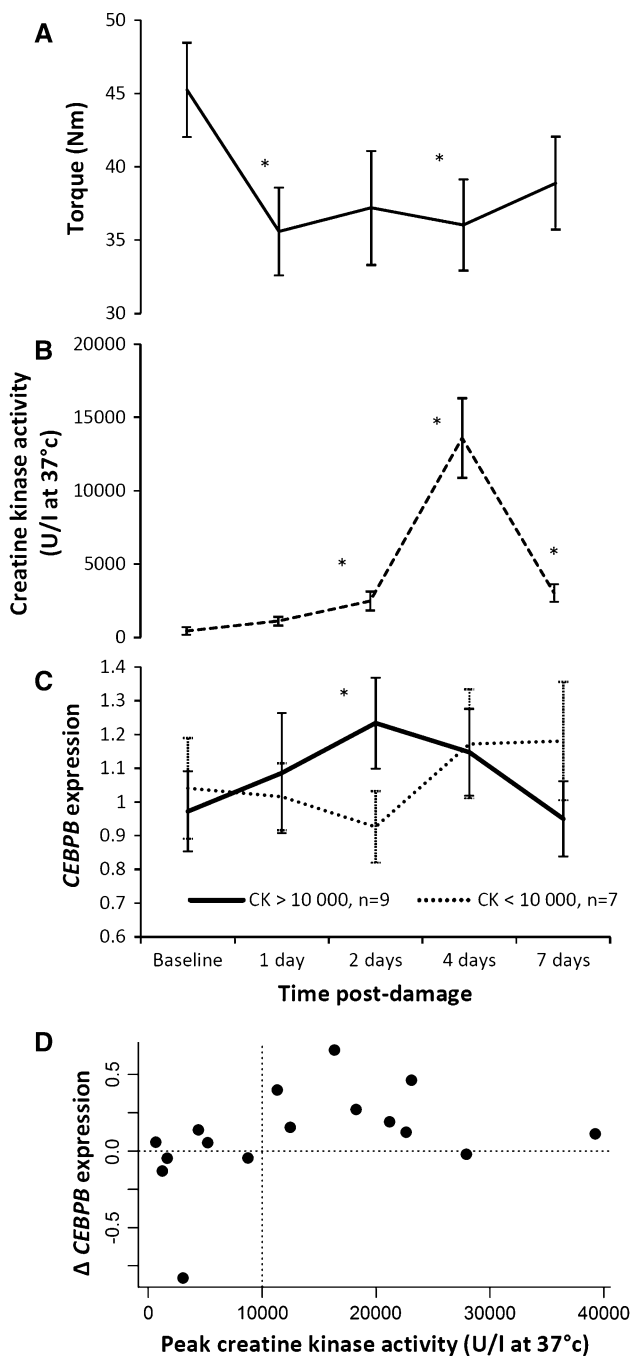 A
50
45
40
35
30
Torque (Nm)
*
*
B
20000
15000
10000
5000
0
Creatine kinase activity
(U/l at 37°c)
*
*
*
C
1.4
1.3
1.2
1.1
1
0.9
0.8
0.7
0.6
CEBPB expression
*
CK > 10 000, n=9
CK < 10 000, n=7
Baseline 1 day 2 days 4 days 7 days
Time post-damage
D
0.5
0.0
-0.5
Δ CEBPB expression
0 10000 20000 30000 40000
Peak creatine kinase activity (U/l at 37°c)